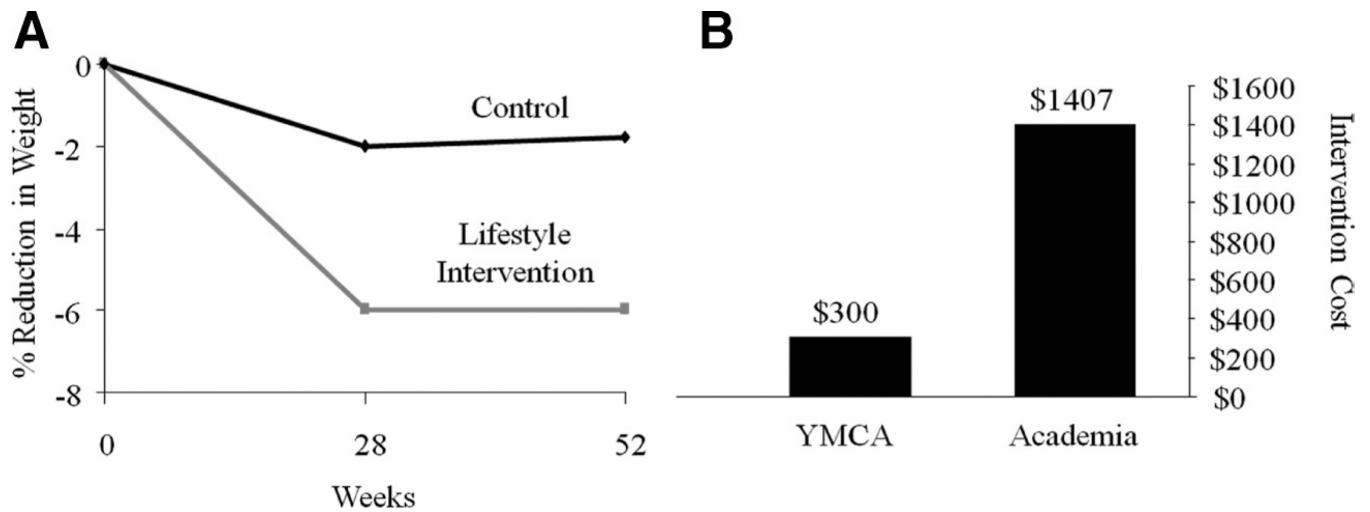 A
% Reduction in Weight
0
-2
-4
-6
-8
Control
Lifestyle
Intervention
0
28
52
Weeks
B
$1407
$300
$1600
$1400
$1200
$1000
$800
$600
$400
$200
$0
Intervention Cost
YMCA
Academia